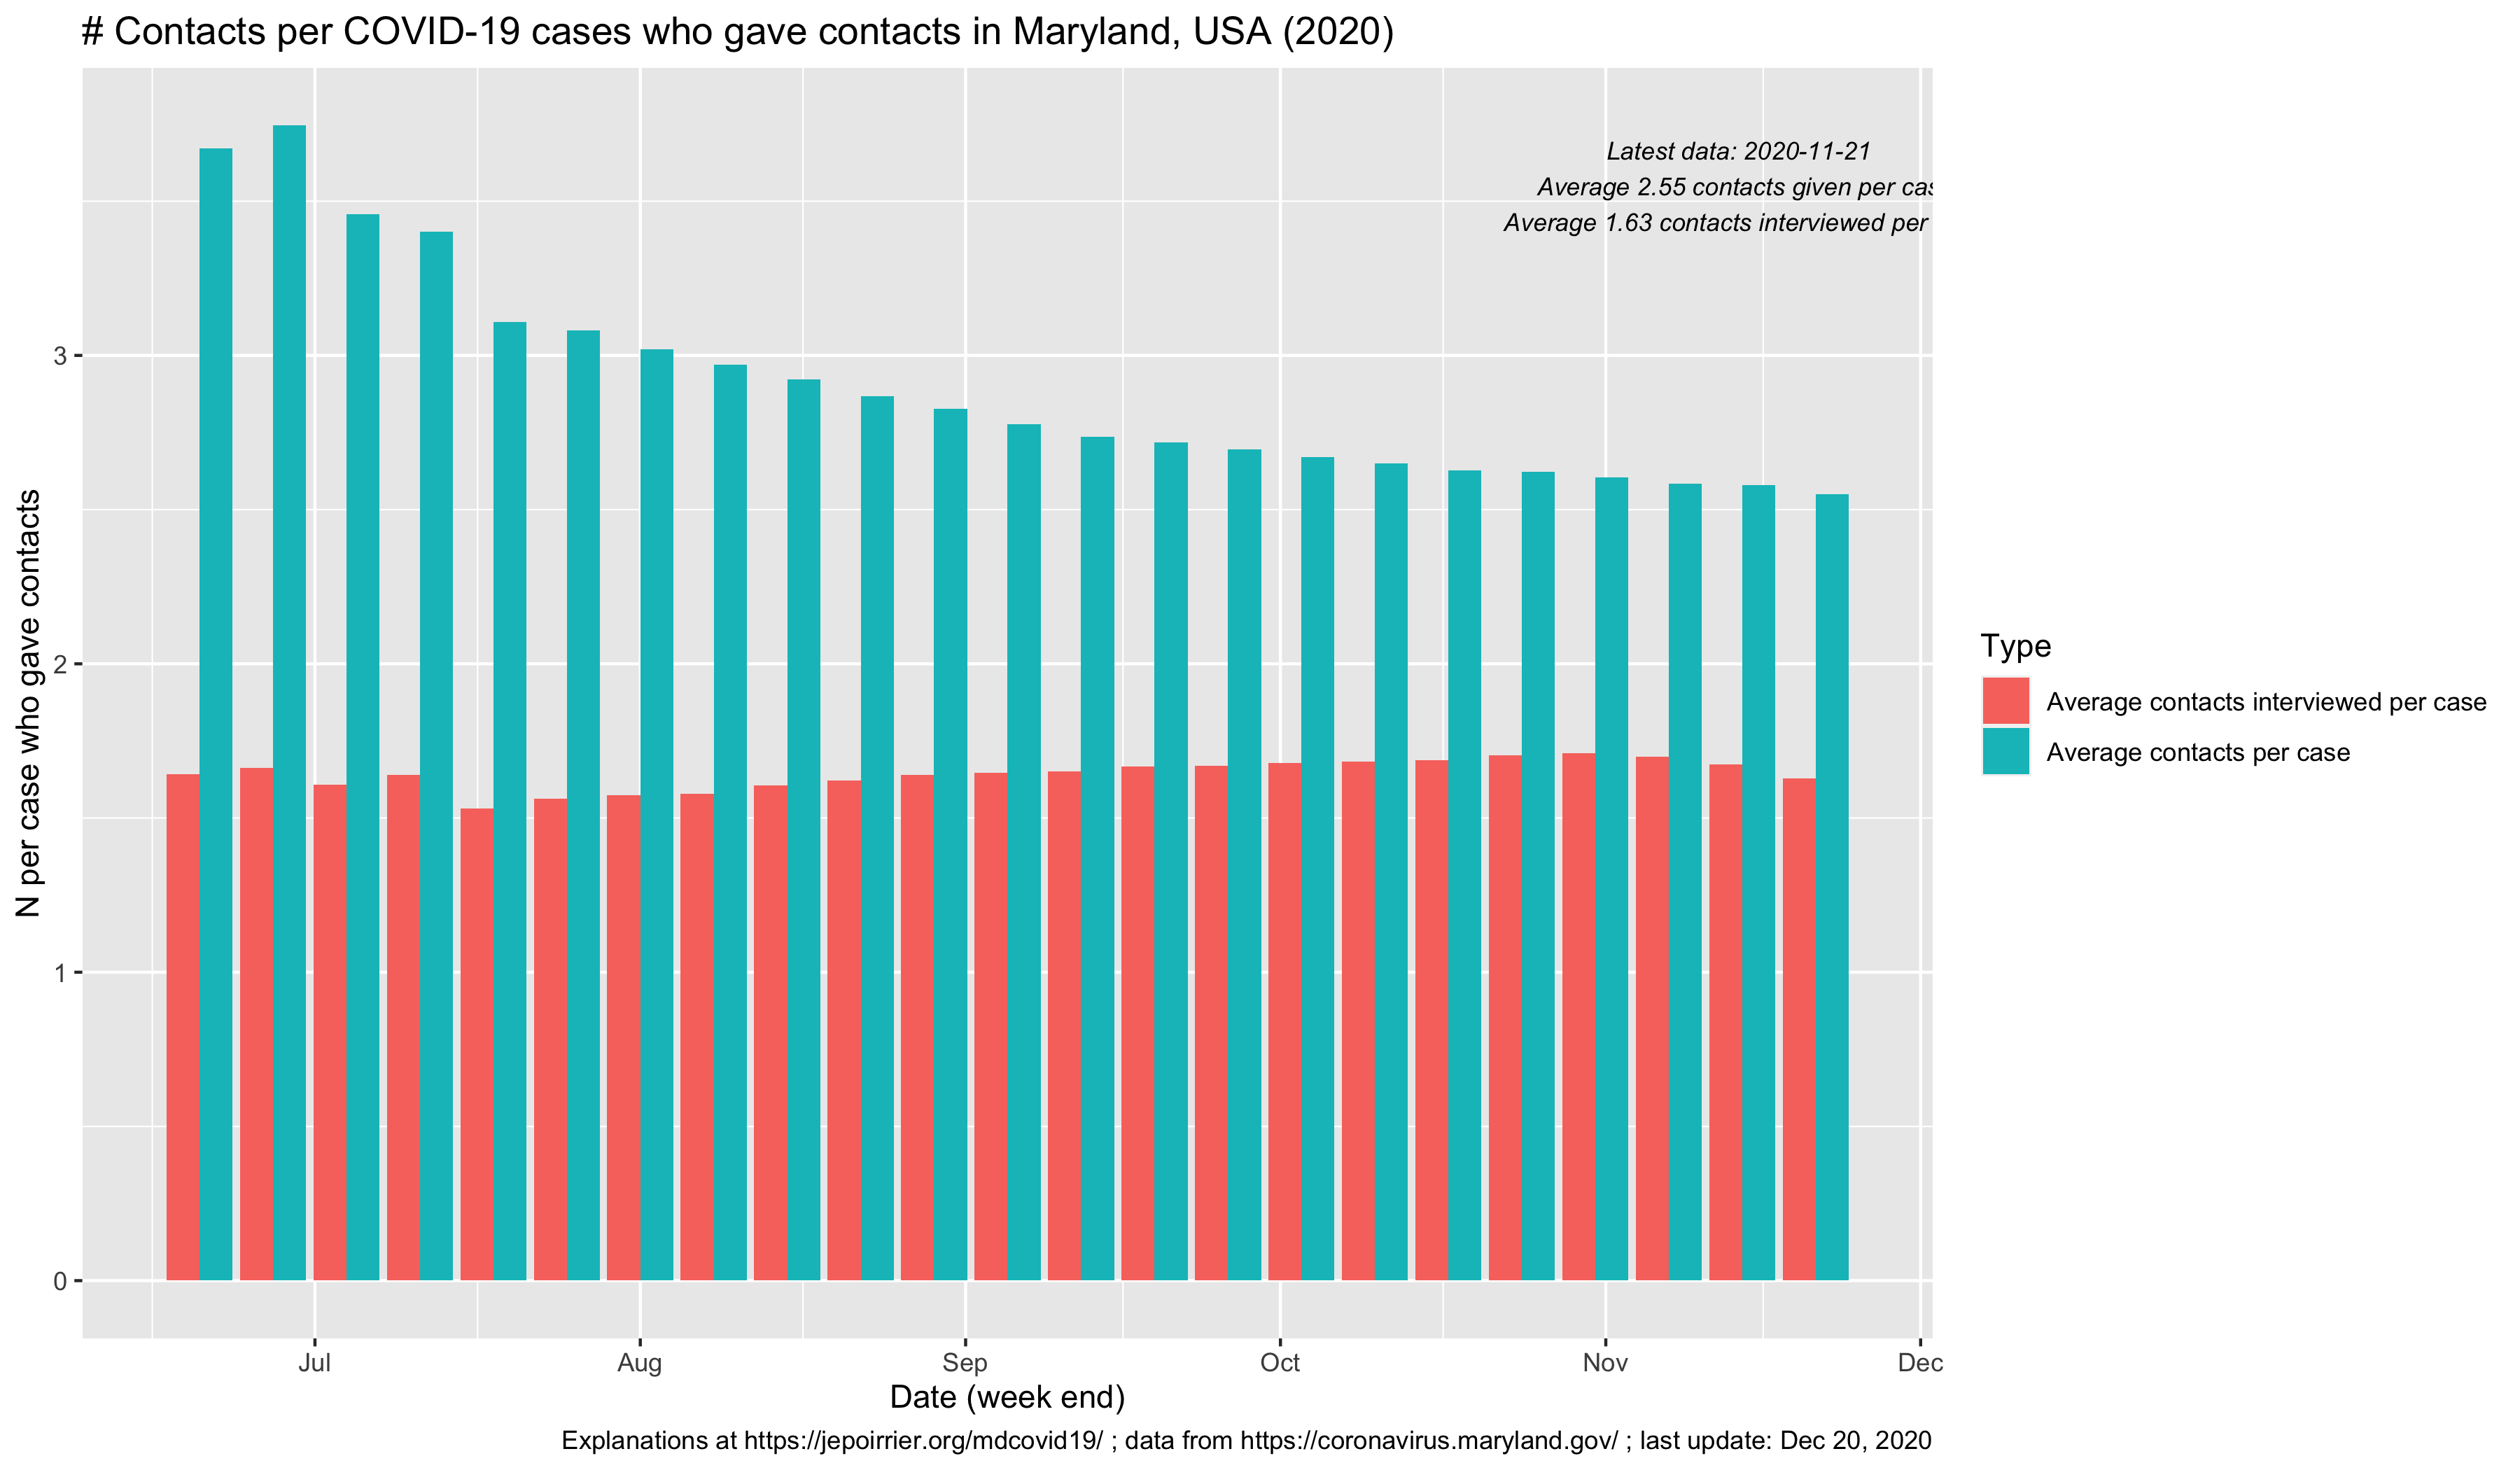 # Contacts per COVID-19 cases who gave contacts in Maryland, USA (2020)
Latest data: 2020-11-21
Average 2.55 contacts given per cas
Average 1.63 contacts interviewed per
N per case who gave contacts
3
2
1
0
Type
Average contacts interviewed per case
Average contacts per case
Jul Aug Sep Oct Nov Dec
Date (week end)
Explanations at https://jepoirrier.org/mdcovid19/ ; data from https://coronavirus.maryland.gov/ ; last update: Dec 20, 2020